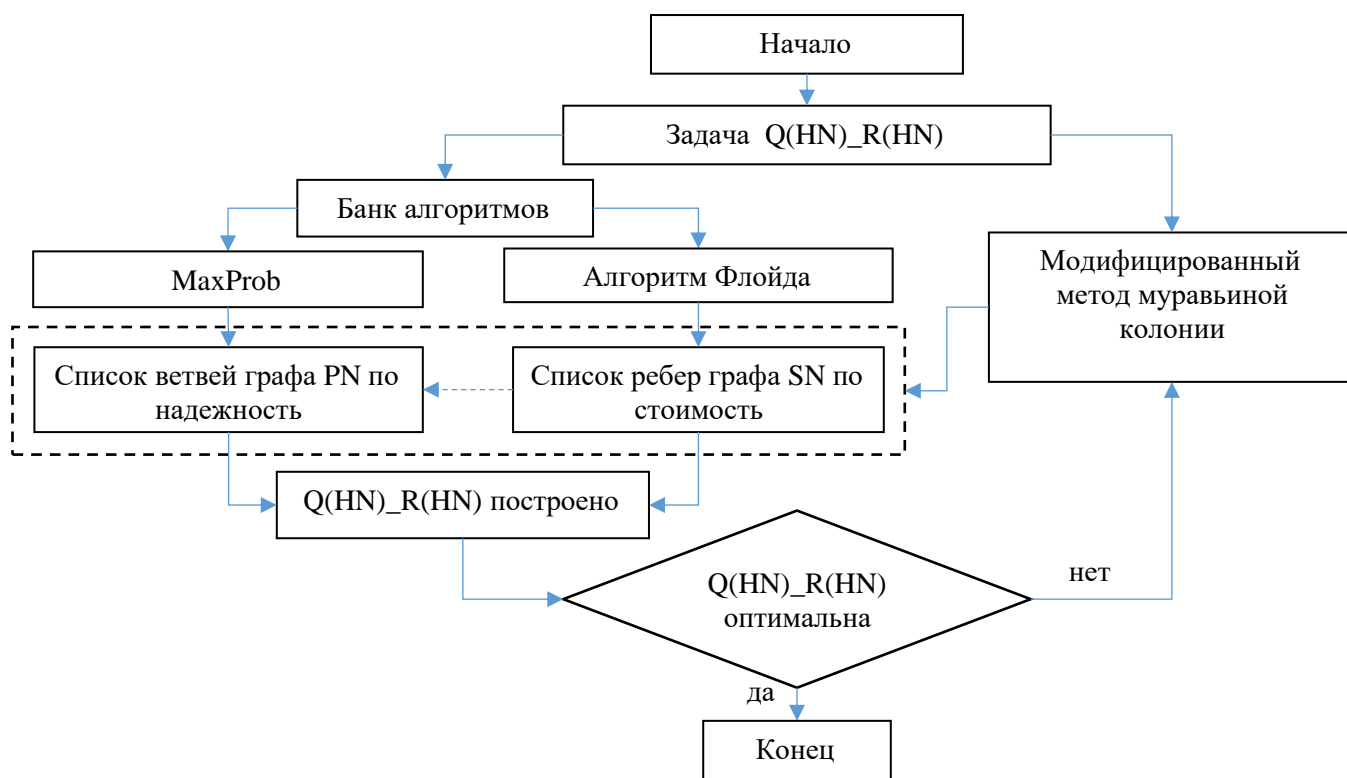 Начало
Задача Q(HN)_R(HN)
Банк алгоритмов
MaxProb
Алгоритм Флойда
Модифицированный
метод муравьиной
колонии
Список ветвей графа PN по
надежность
Список ребер графа SN по
стоимость
Q(HN)_R(HN) построено
Q(HN)_R(HN)
оптимальна
нет
да
Конец